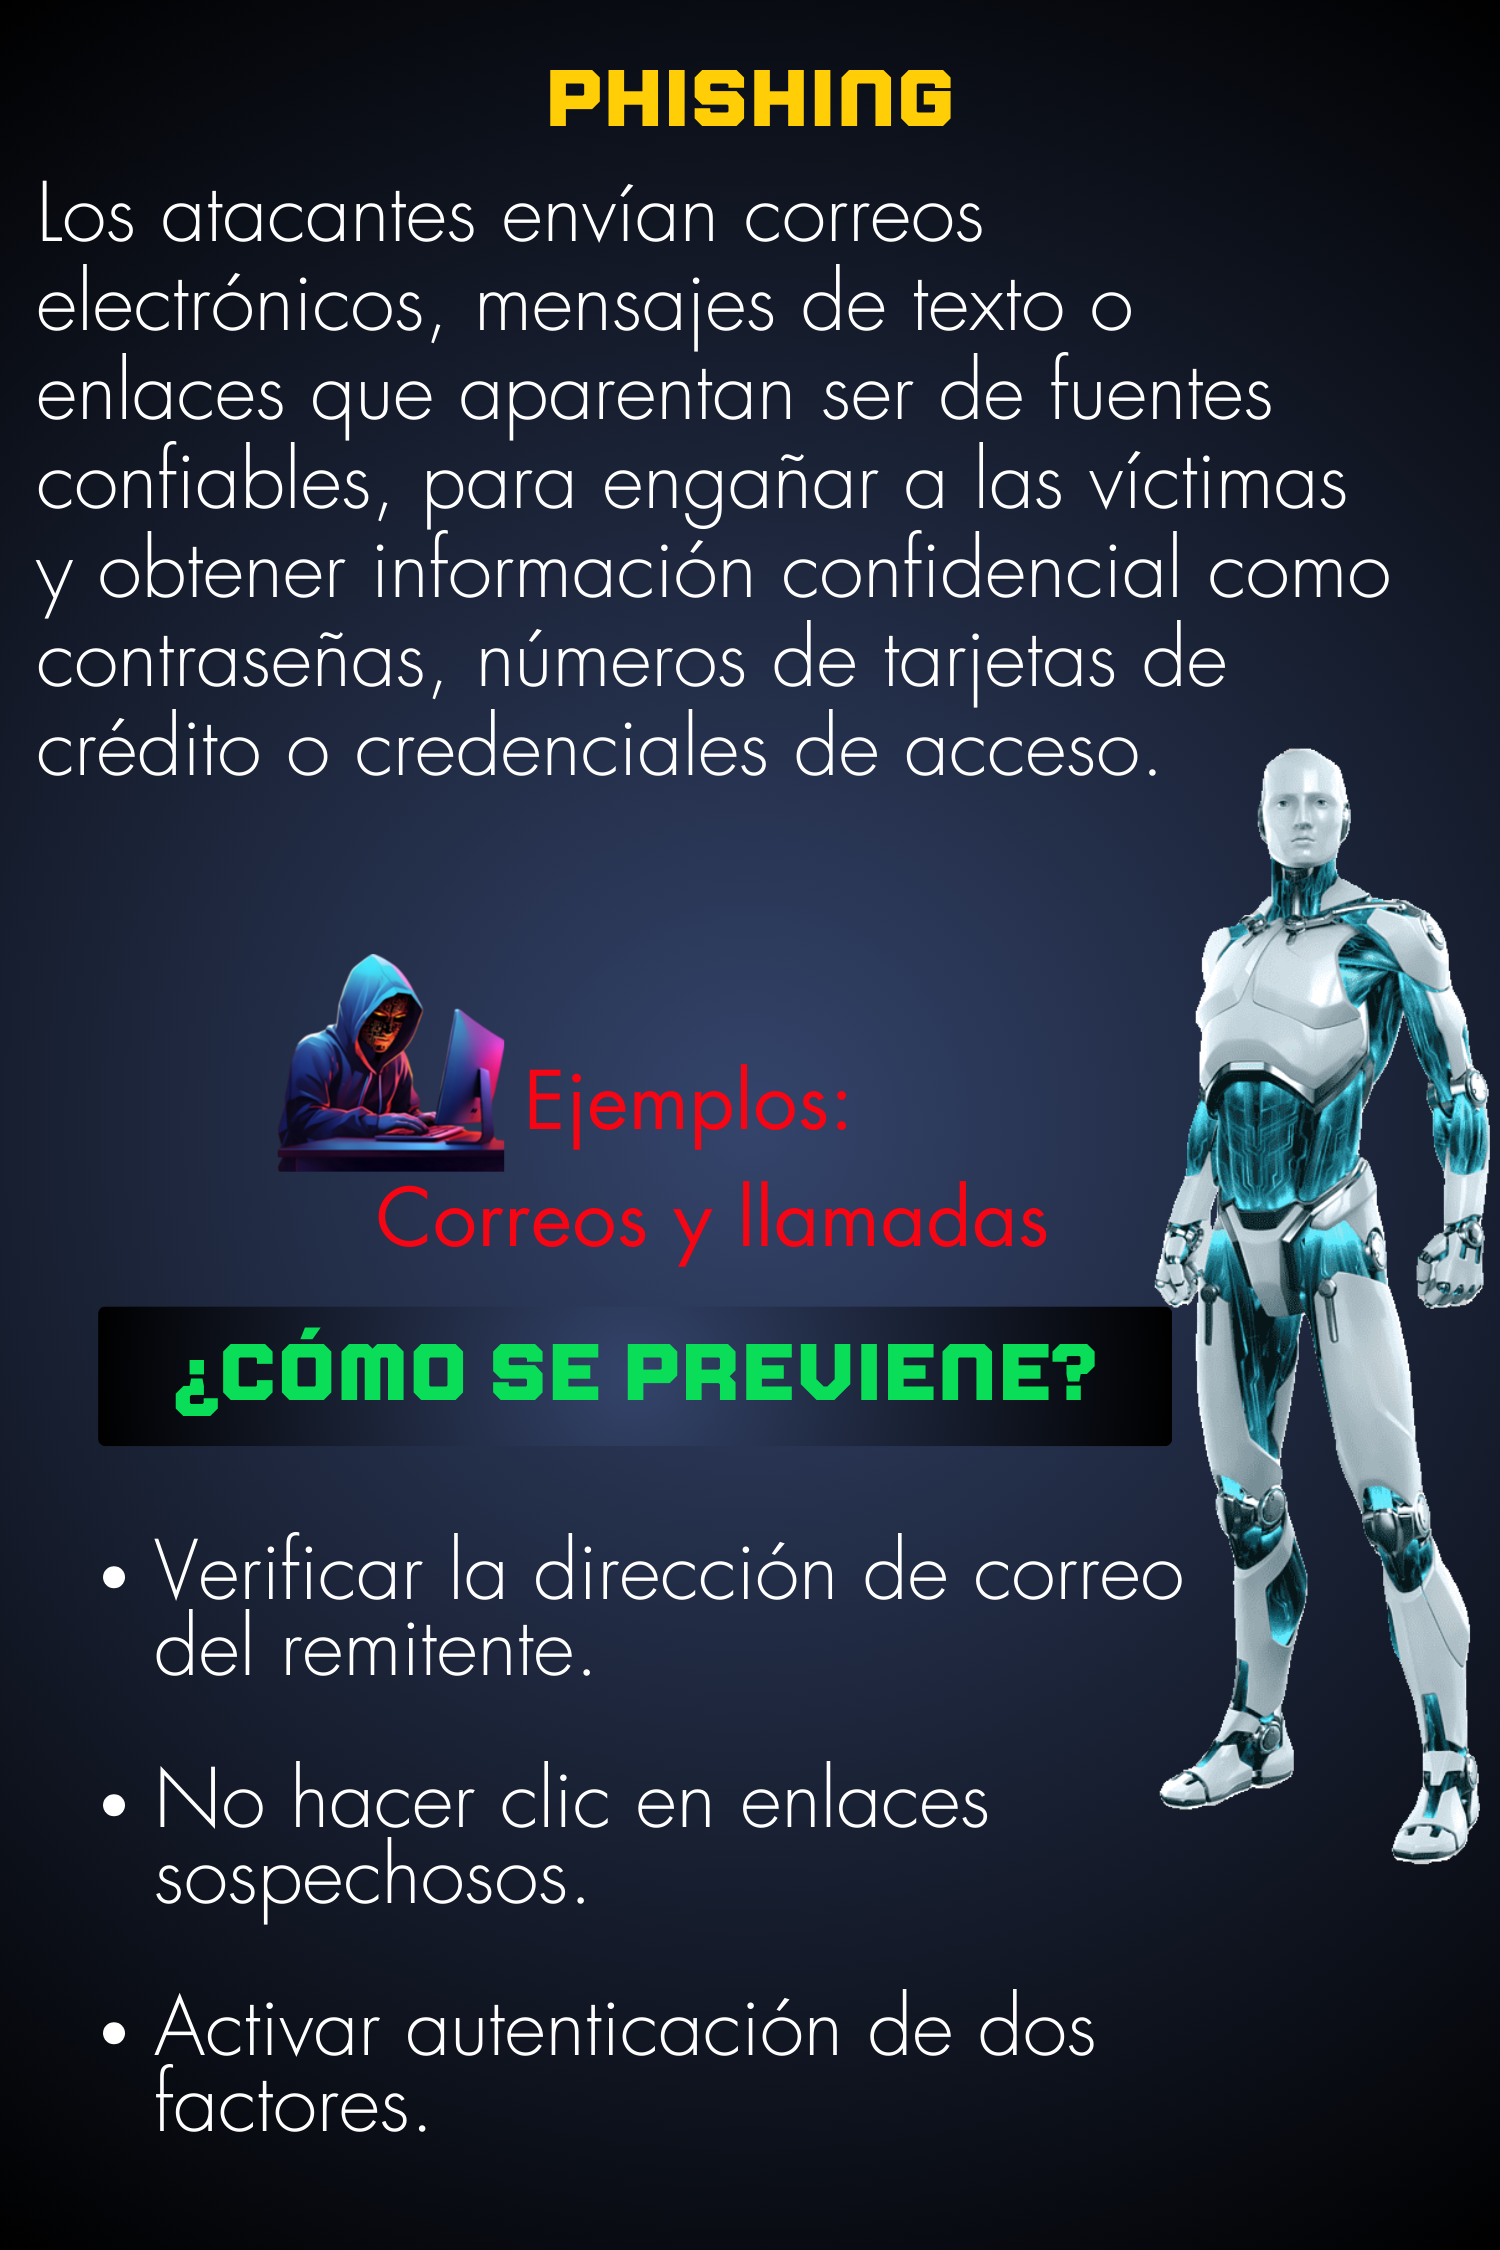 PHISHING
Los atacantes envían correos
electrónicos, mensajes de texto o
enlaces que aparentan ser de fuentes
confiables, para engañar a las víctimas
y obtener información confidencial como
contraseñas, números de tarjetas de
crédito o credenciales de acceso.
Ejemplos:
Correos y llamadas
¿CÓMO SE PREVIENE?
• Verificar la dirección de correo
del remitente.
• No hacer clic en enlaces
sospechosos.
• Activar autenticación de dos
factores.